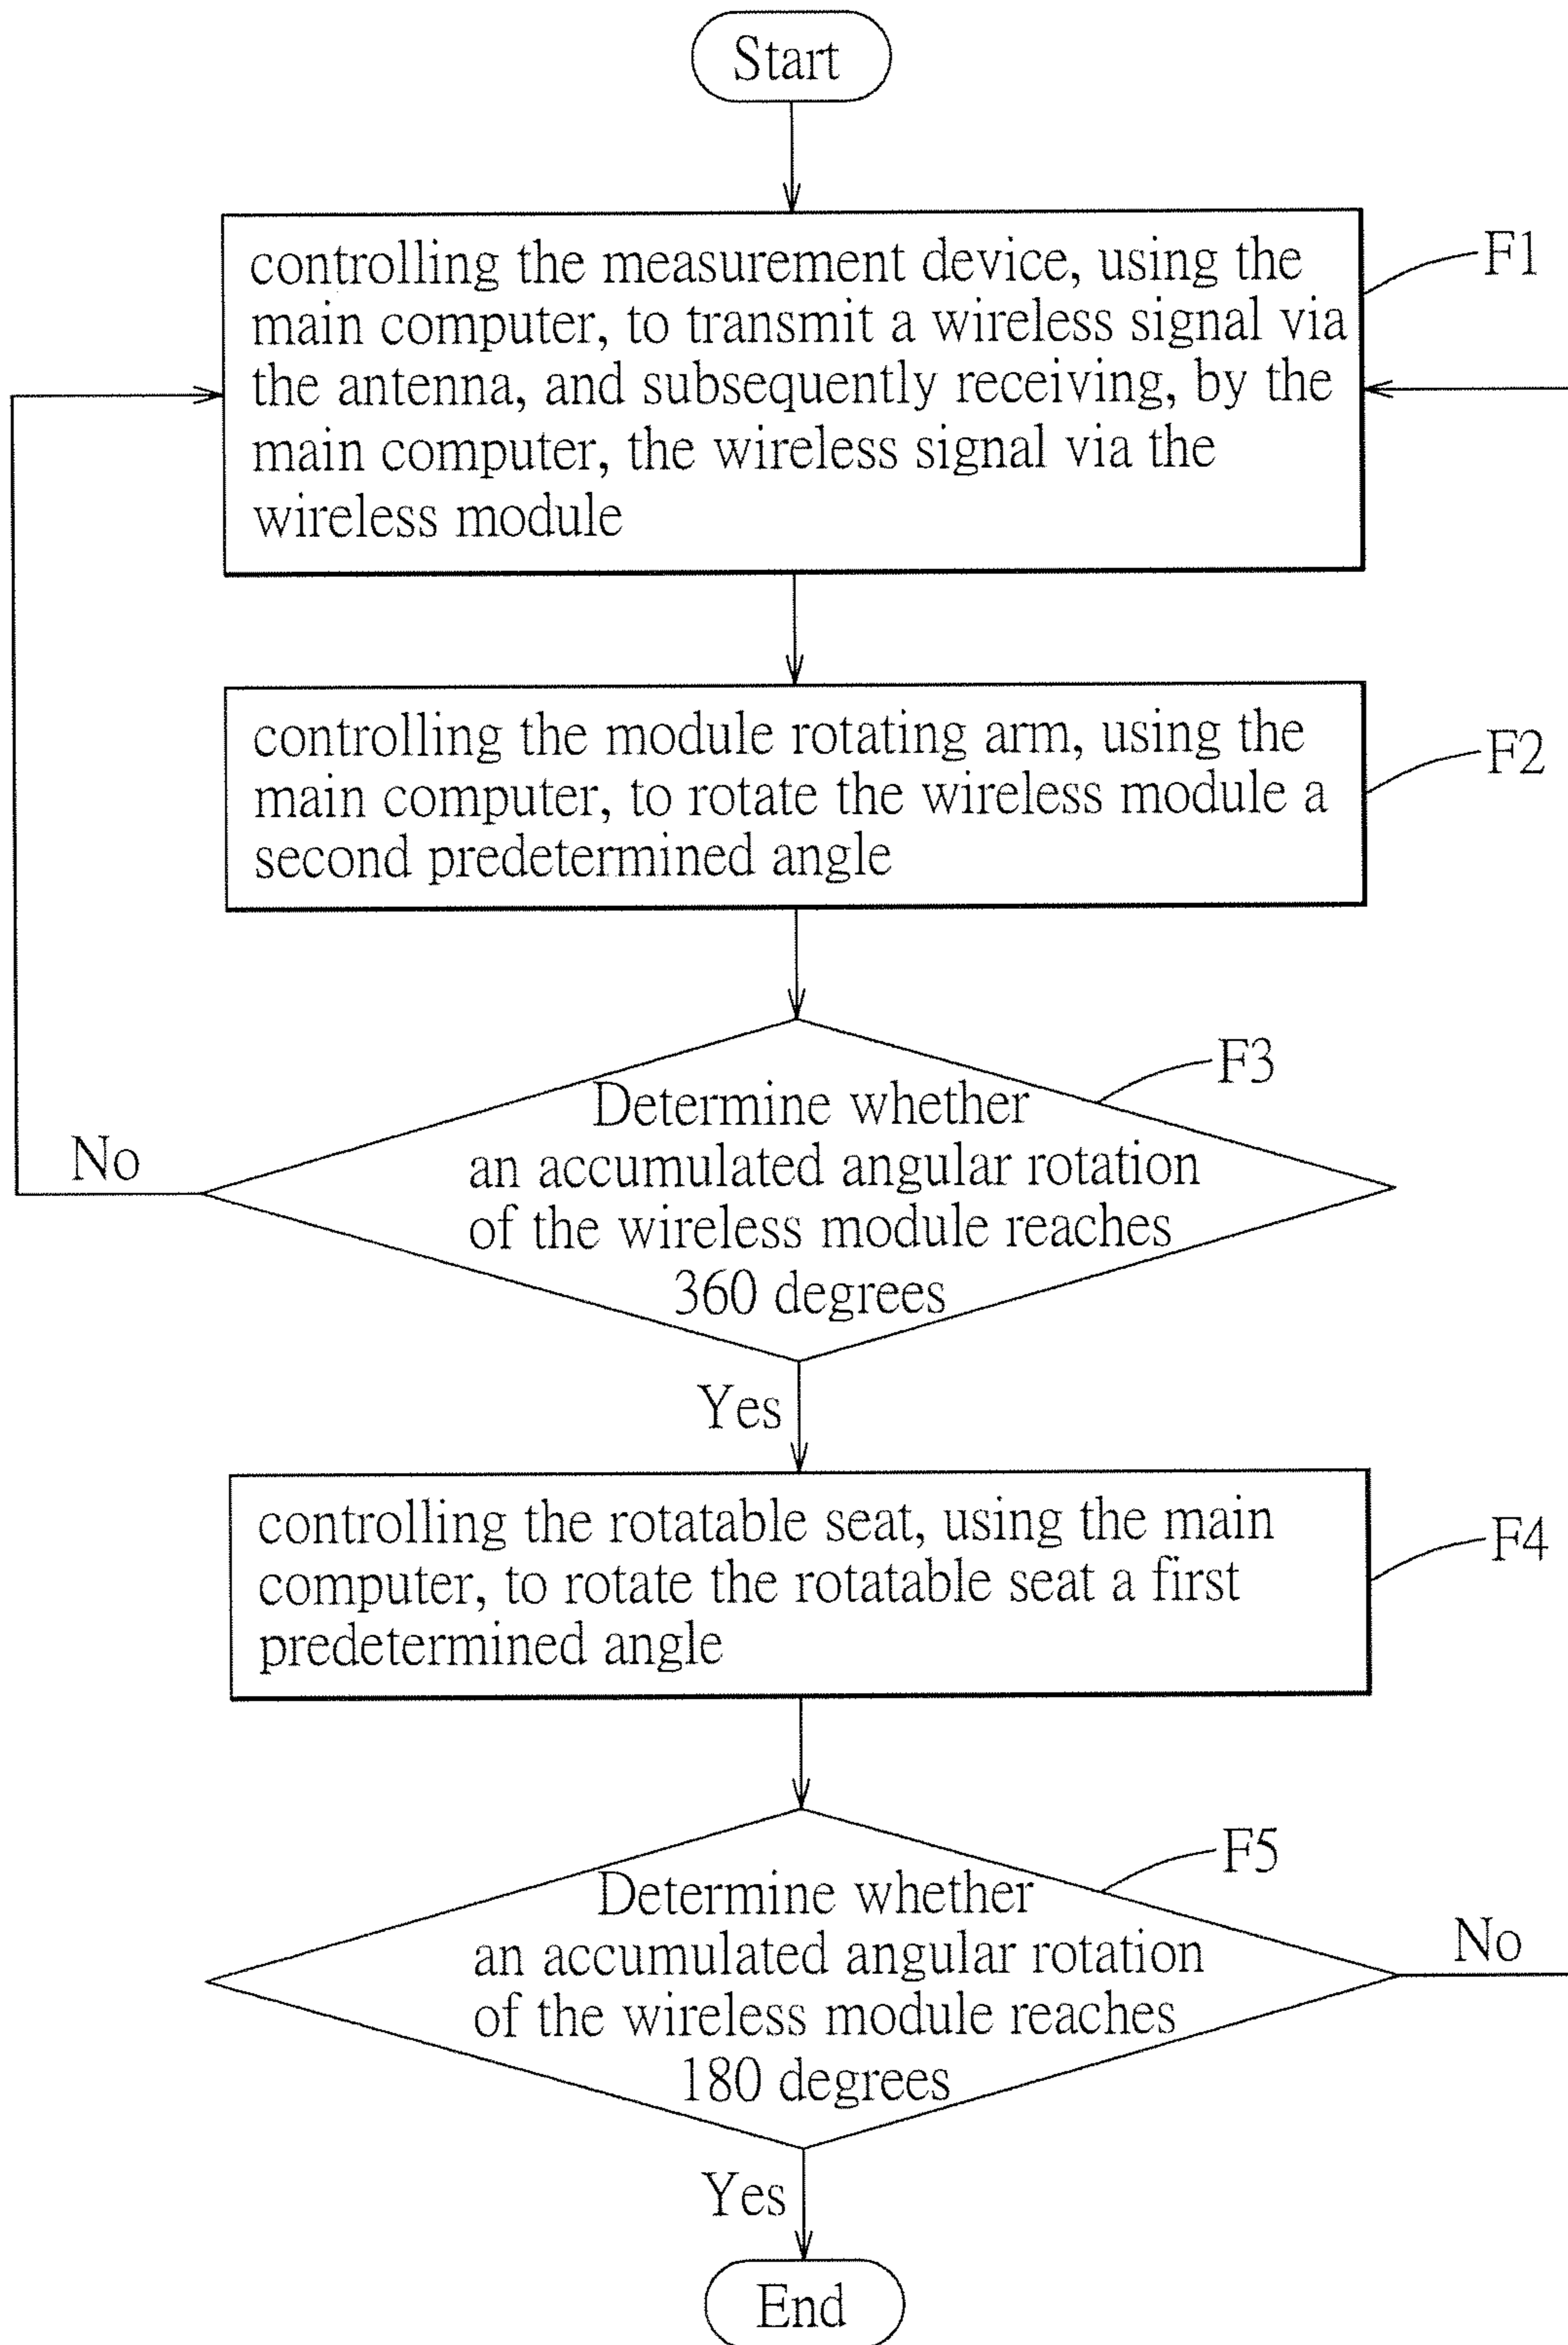 Start
controlling the measurement device, using the
main computer, to transmit a wireless signal via
the antenna, and subsequently receiving, by the
main computer, the wireless signal via the
wireless module
F1
controlling the module rotating arm, using the
main computer, to rotate the wireless module a
second predetermined angle
F2
F3
Determine whether
an accumulated angular rotation
of the wireless module reaches
360 degrees
No
Yes
controlling the rotatable seat, using the main
computer, to rotate the rotatable seat a first
predetermined angle
F4
F5
Determine whether
an accumulated angular rotation
of the wireless module reaches
180 degrees
No
Yes
End